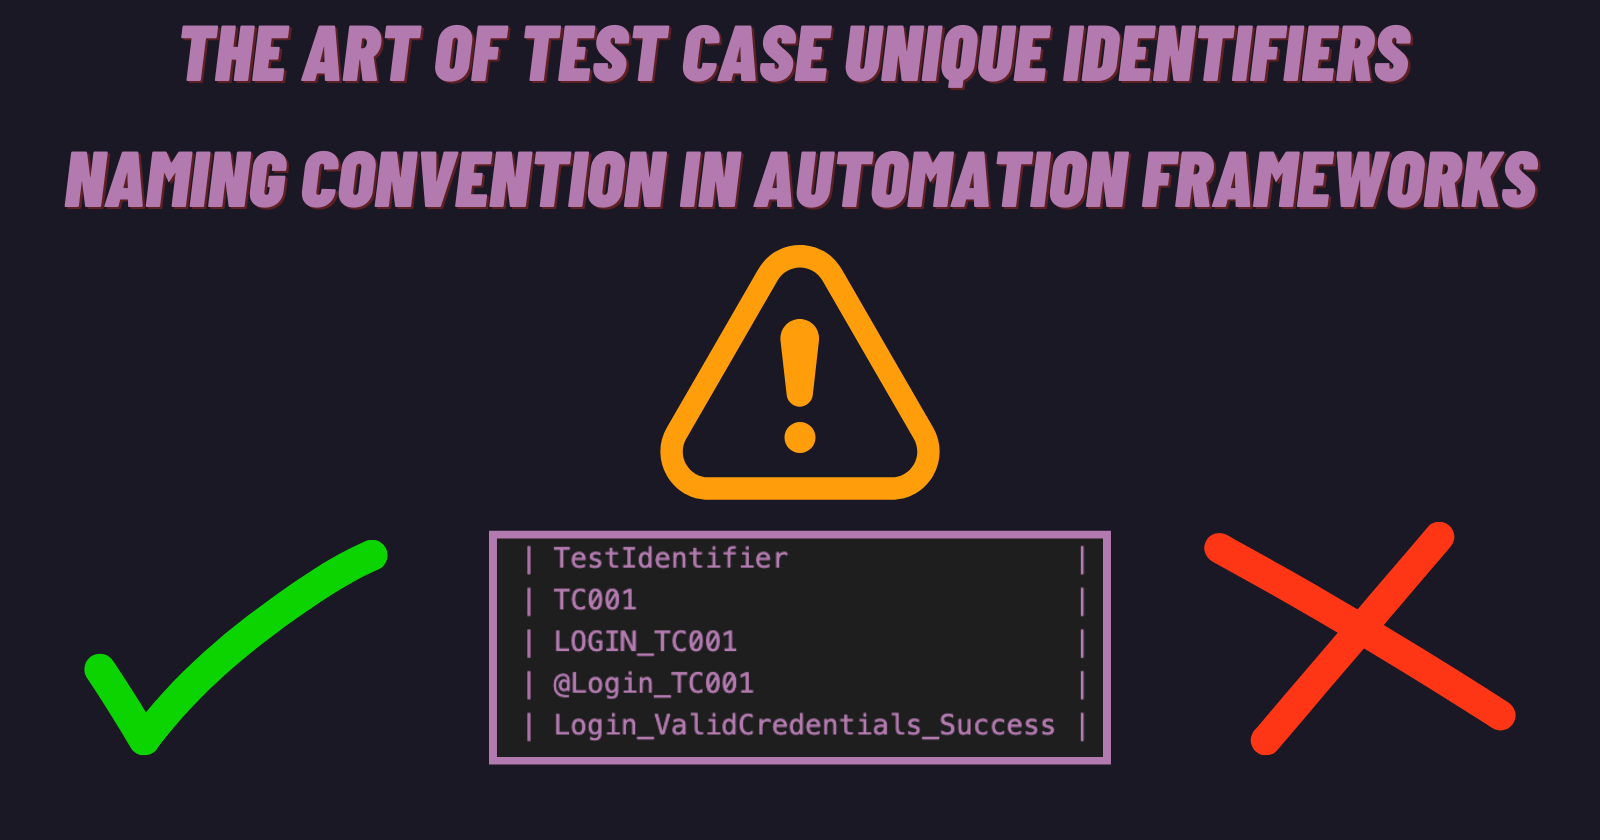 THE ART OF TEST CASE UNIQUE IDENTIFIERS
NAMING CONVENTION IN AUTOMATION FRAMEWORKS
| TestIdentifier |
| TC001 |
| LOGIN_TC001 |
| @Login_TC001 |
| Login_ValidCredentials_Success |